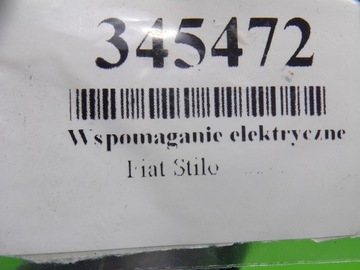 345472
Wspomaganie elektryczne
Fiat Stilo